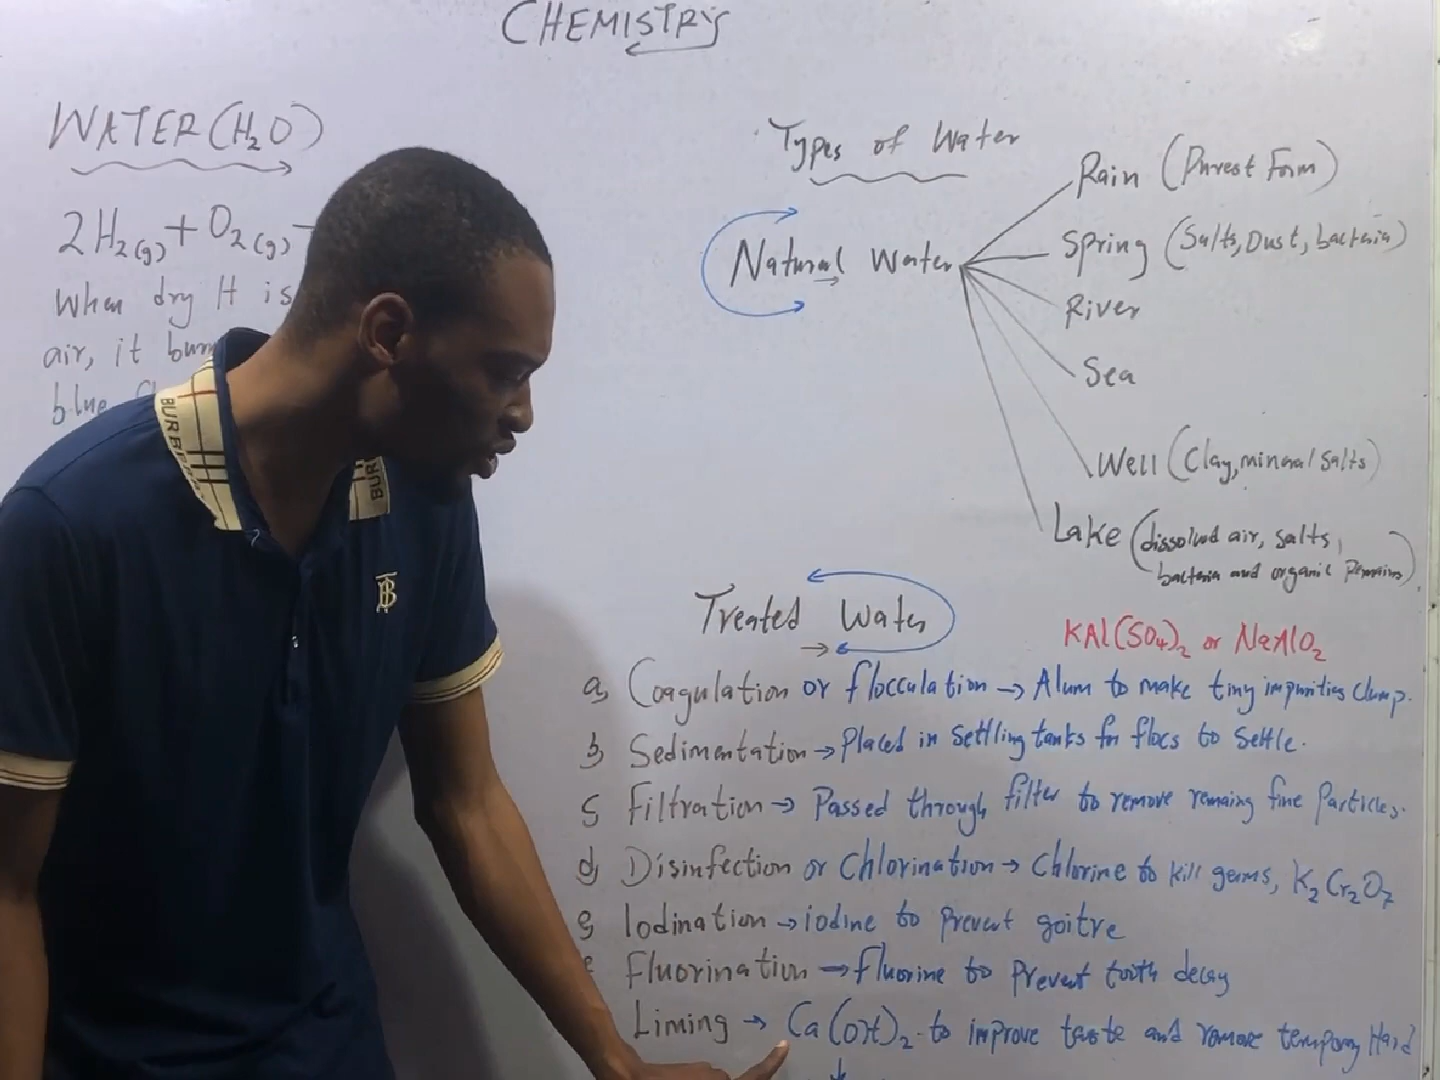 CHEMISTRY
WATER (H2O)
2H2(g) + O2(g)
When dry H is
air, it burn
blue
Types of Water
Natural Water
Rain (Purest Form)
Spring (Salts, Dust, bacteria)
River
Sea
Well (Clay, mineral salts)
Lake (dissolved air, salts,
bacteria and organic Remains)
Treated Water
KAl(SO4)2 or NaAlO2
a, Coagulation or flocculation → Alum to make tiny impurities clump.
b, Sedimentation → Placed in settling tanks for flocs to settle.
c, Filtration → Passed through filter to remove remaing fine particles.
d, Disinfection or Chlorination → Chlorine to kill germs, K2Cr2O7
e, Iodination → iodine to prevent goitre
Fluorination → fluorine to prevent tooth decay
Liming → Ca(OH)2 to improve taste and remove temporary Hard
BURBERRY
BUR